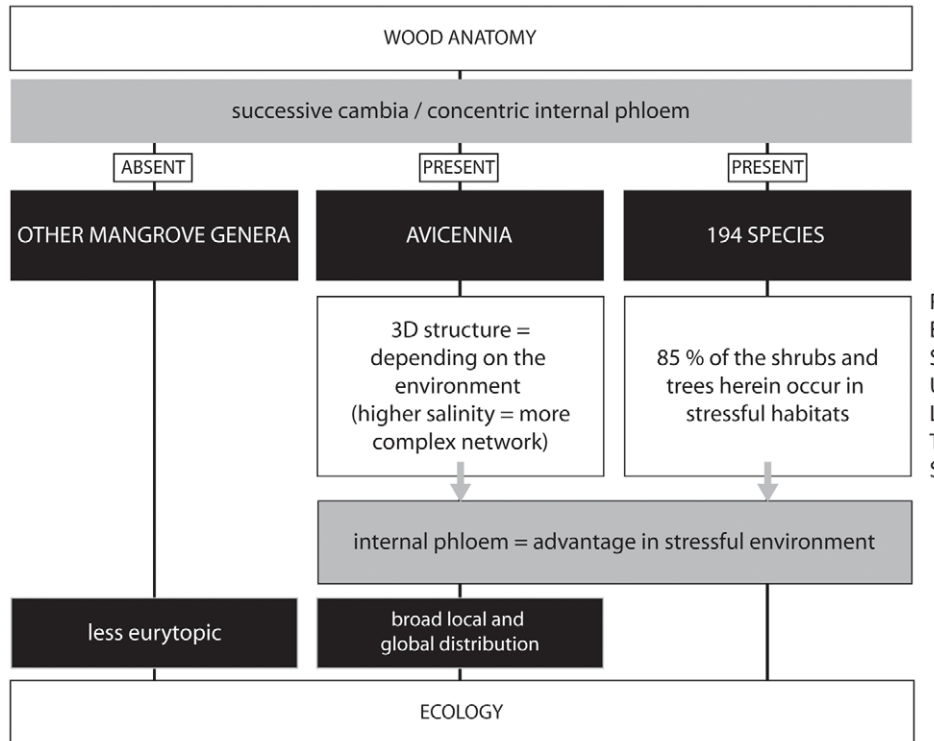 WOOD ANATOMY
successive cambia / concentric internal phloem
ABSENT
PRESENT
PRESENT
OTHER MANGROVE GENERA
AVICENNIA
194 SPECIES
3D structure =
depending on the
environment
(higher salinity = more
complex network)
85 % of the shrubs and
trees herein occur in
stressful habitats
internal phloem = advantage in stressful environment
less eurytopic
broad local and
global distribution
ECOLOGY